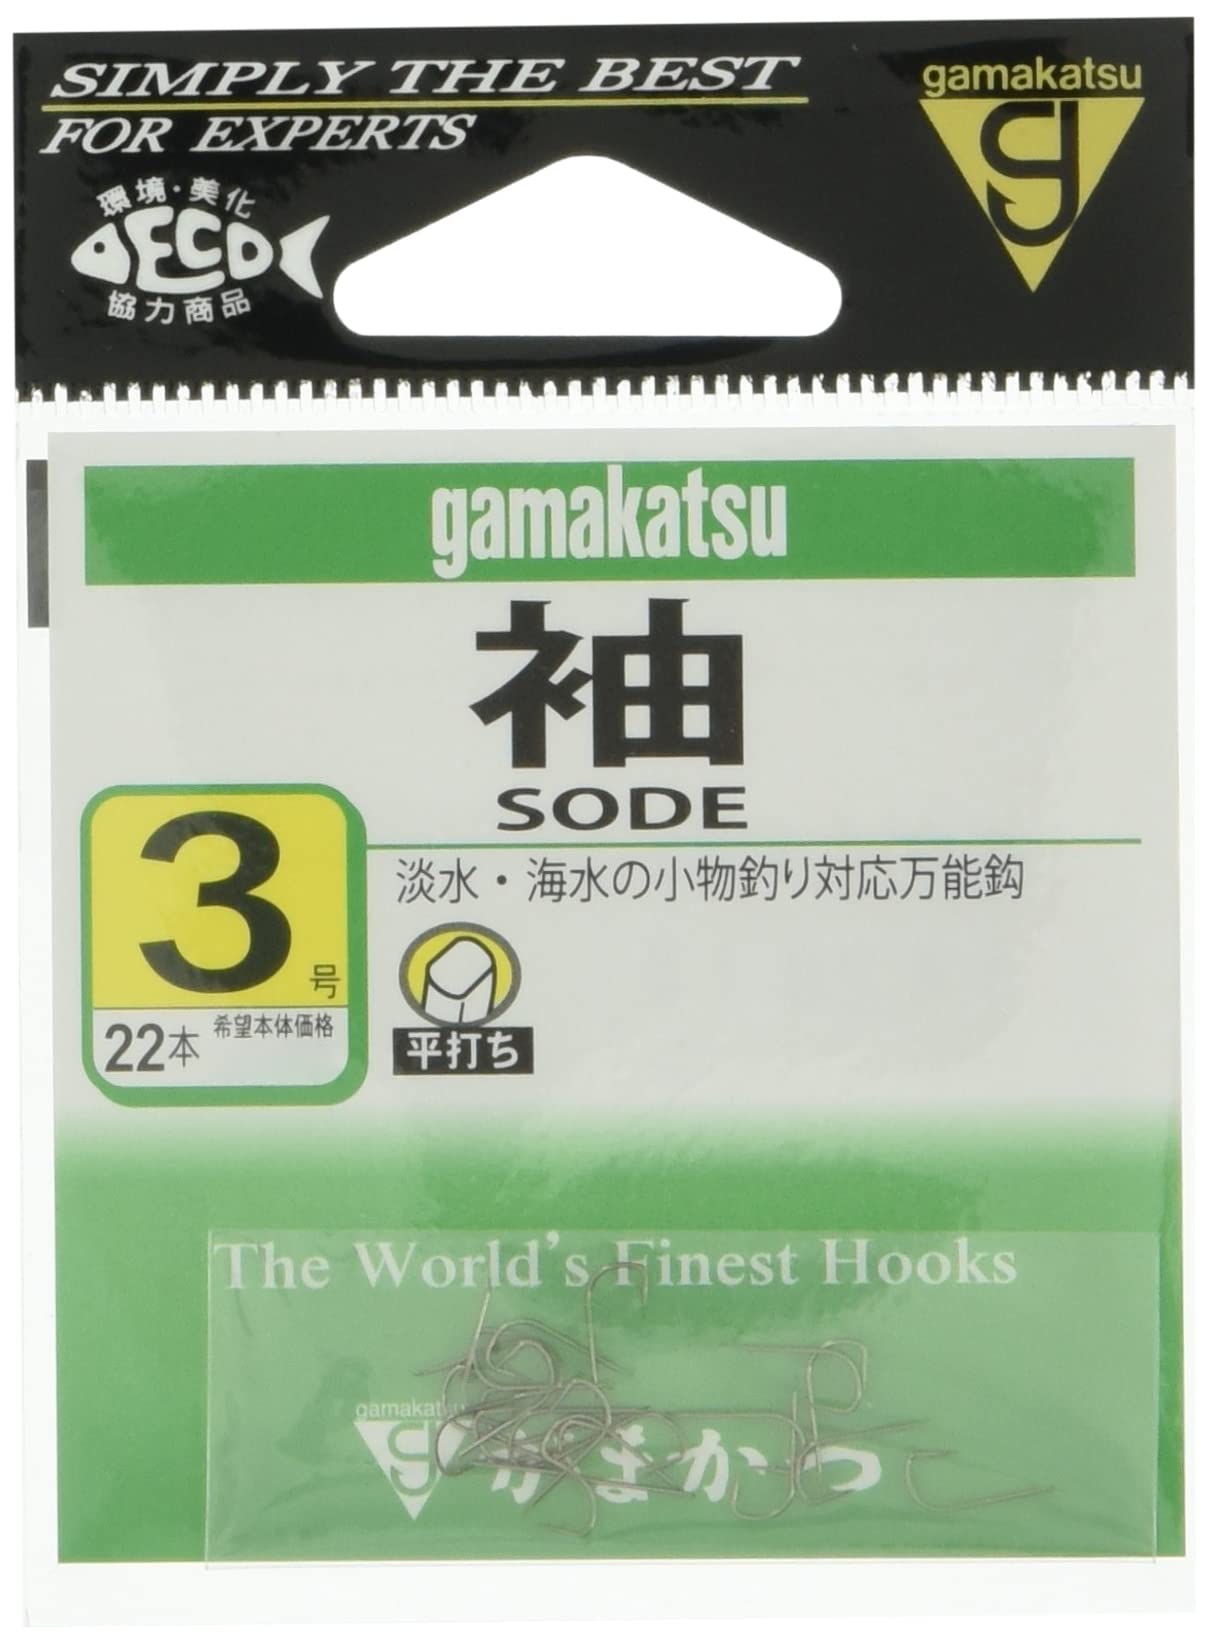 SIMPLY THE BEST
FOR EXPERTS
gamakatsu
環境・美化
ECO
協力商品
gamakatsu
袖
SODE
3号
22本 希望本体価格
淡水・海水の小物釣り対応万能鈎
平打ち
The World's Finest Hooks
gamakatsu
がまかつ